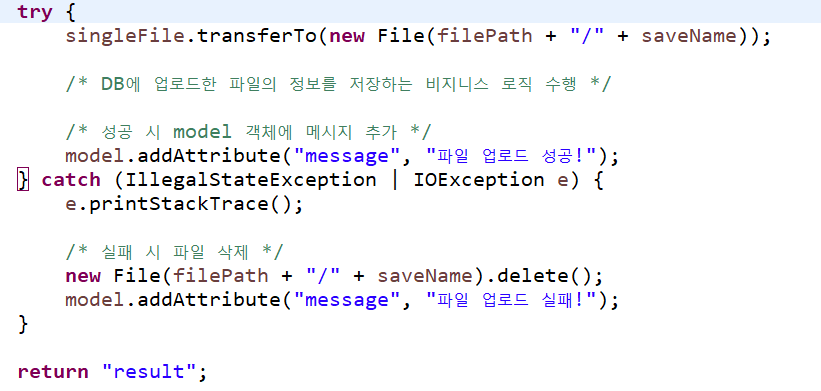 try {
singleFile.transferTo(new File(filePath + "/" + saveName));
/* DB에 업로드한 파일의 정보를 저장하는 비지니스 로직 수행 */
/* 성공 시 model 객체에 메시지 추가 */
model.addAttribute("message", "파일 업로드 성공!");
} catch (IllegalStateException | IOException e) {
e.printStackTrace();
/* 실패 시 파일 삭제 */
new File(filePath + "/" + saveName).delete();
model.addAttribute("message", "파일 업로드 실패!");
}
return "result";